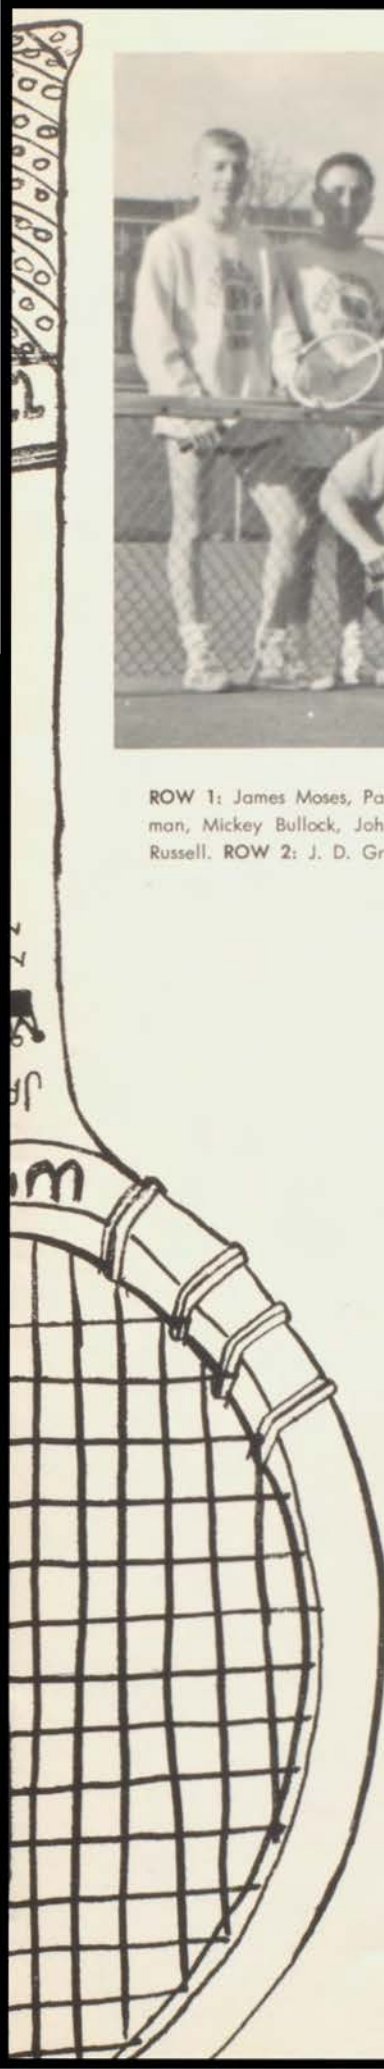 ROW 1: James Moses, Pa
man, Mickey Bullock, Joh
Russell. ROW 2: J. D. Gr